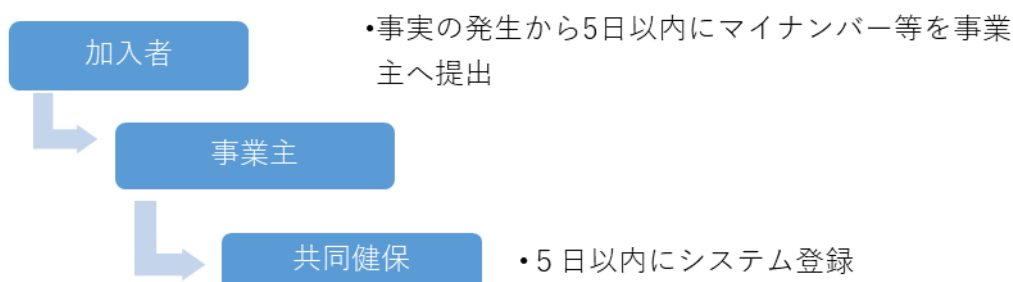 加入者
•事実の発生から5日以内にマイナンバー等を事業
主へ提出
事業主
共同健保
•５日以内にシステム登録